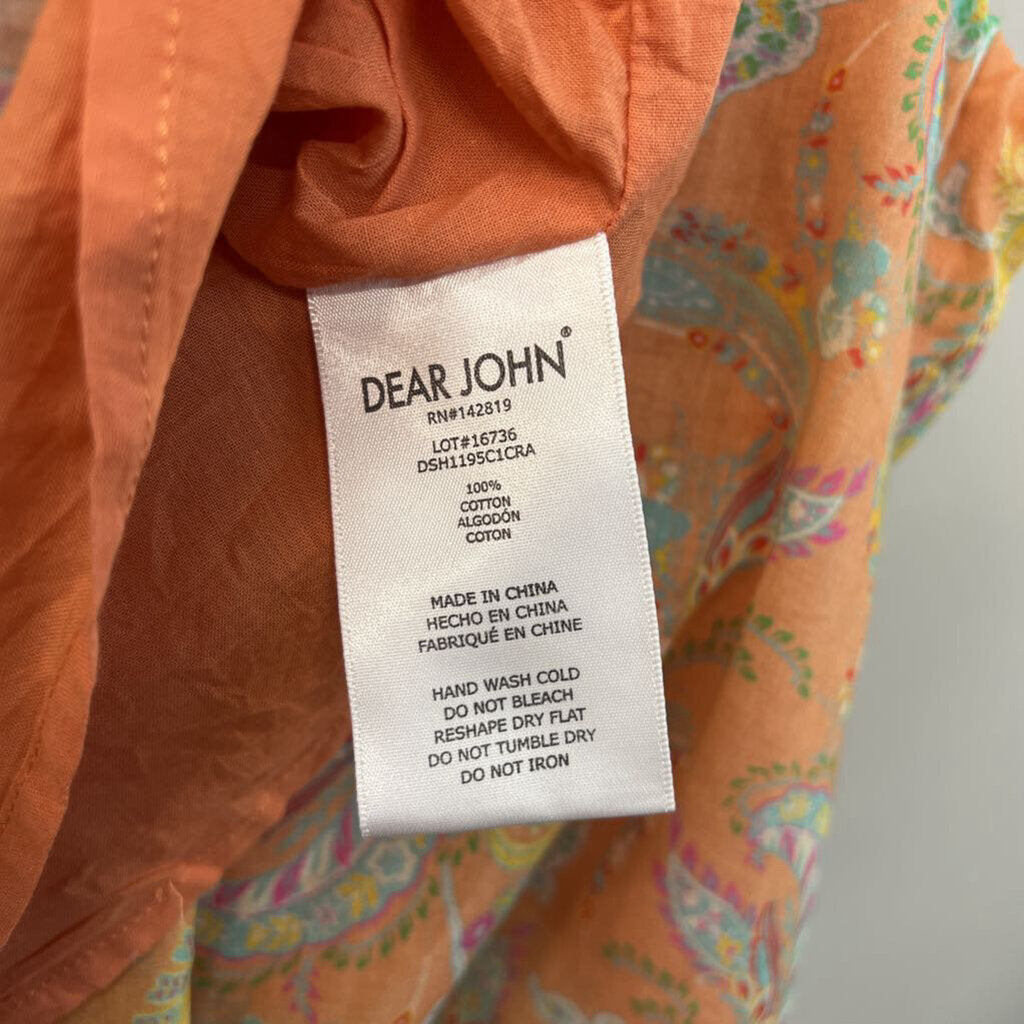 DEAR JOHN®
RN#142819
LOT#16736
DSH1195C1CRA
100%
COTTON
ALGODÓN
COTON
MADE IN CHINA
HECHO EN CHINA
FABRIQUÉ EN CHINE
HAND WASH COLD
DO NOT BLEACH
RESHAPE DRY FLAT
DO NOT TUMBLE DRY
DO NOT IRON